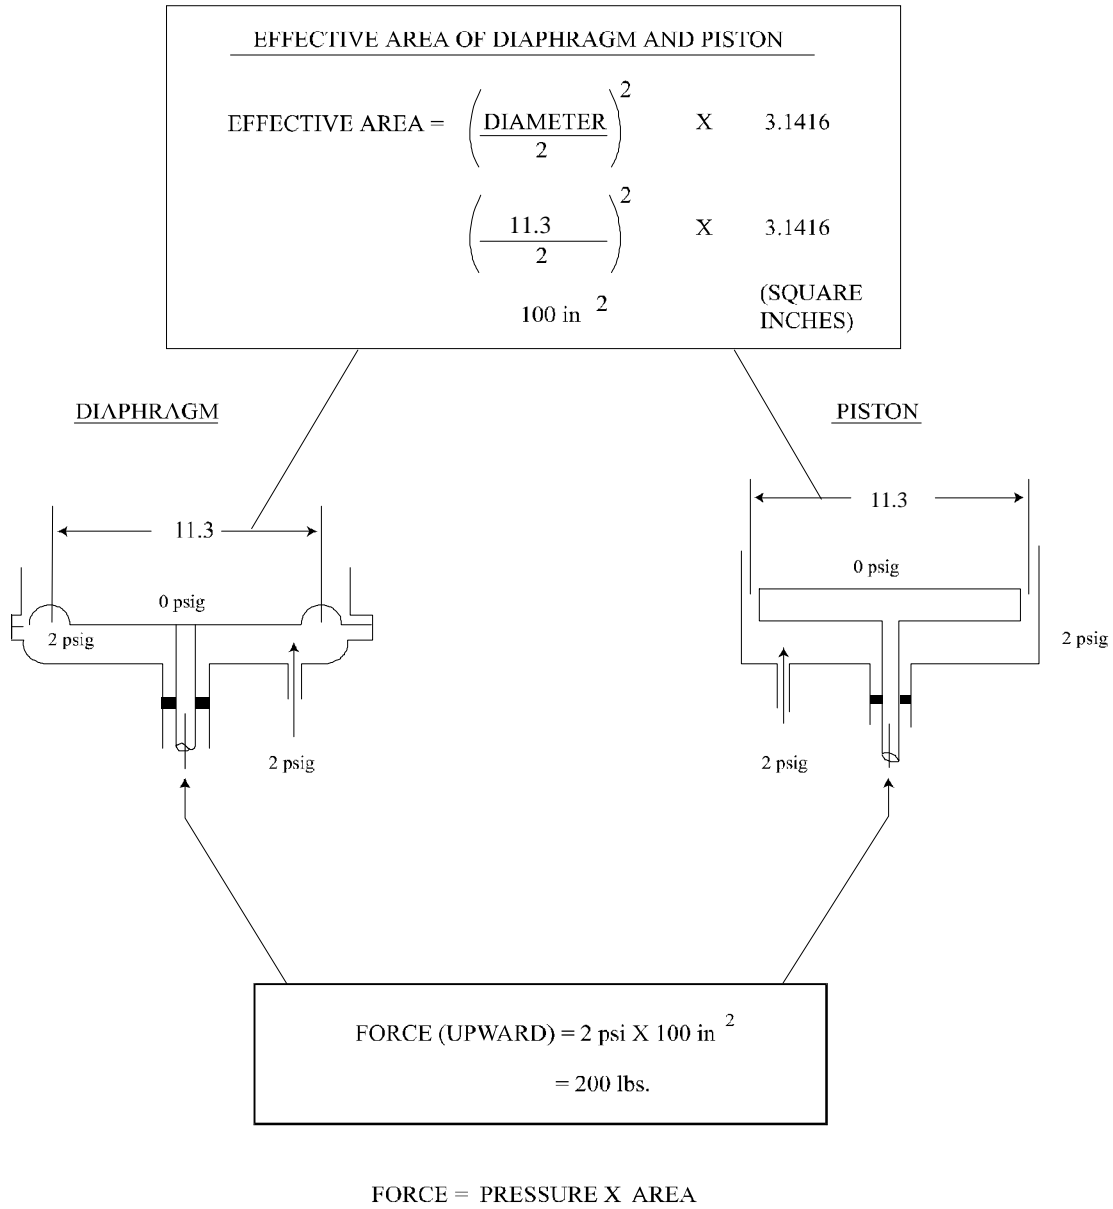 EFFECTIVE AREA OF DIAPHRAGM AND PISTON
EFFECTIVE AREA = (DIAMETER / 2)² X 3.1416
(11.3 / 2)² X 3.1416
100 in ² (SQUARE
INCHES)
DIAPHRAGM
PISTON
11.3
11.3
0 psig
0 psig
2 psig
2 psig
2 psig
2 psig
FORCE (UPWARD) = 2 psi X 100 in ²
= 200 lbs.
FORCE = PRESSURE X AREA